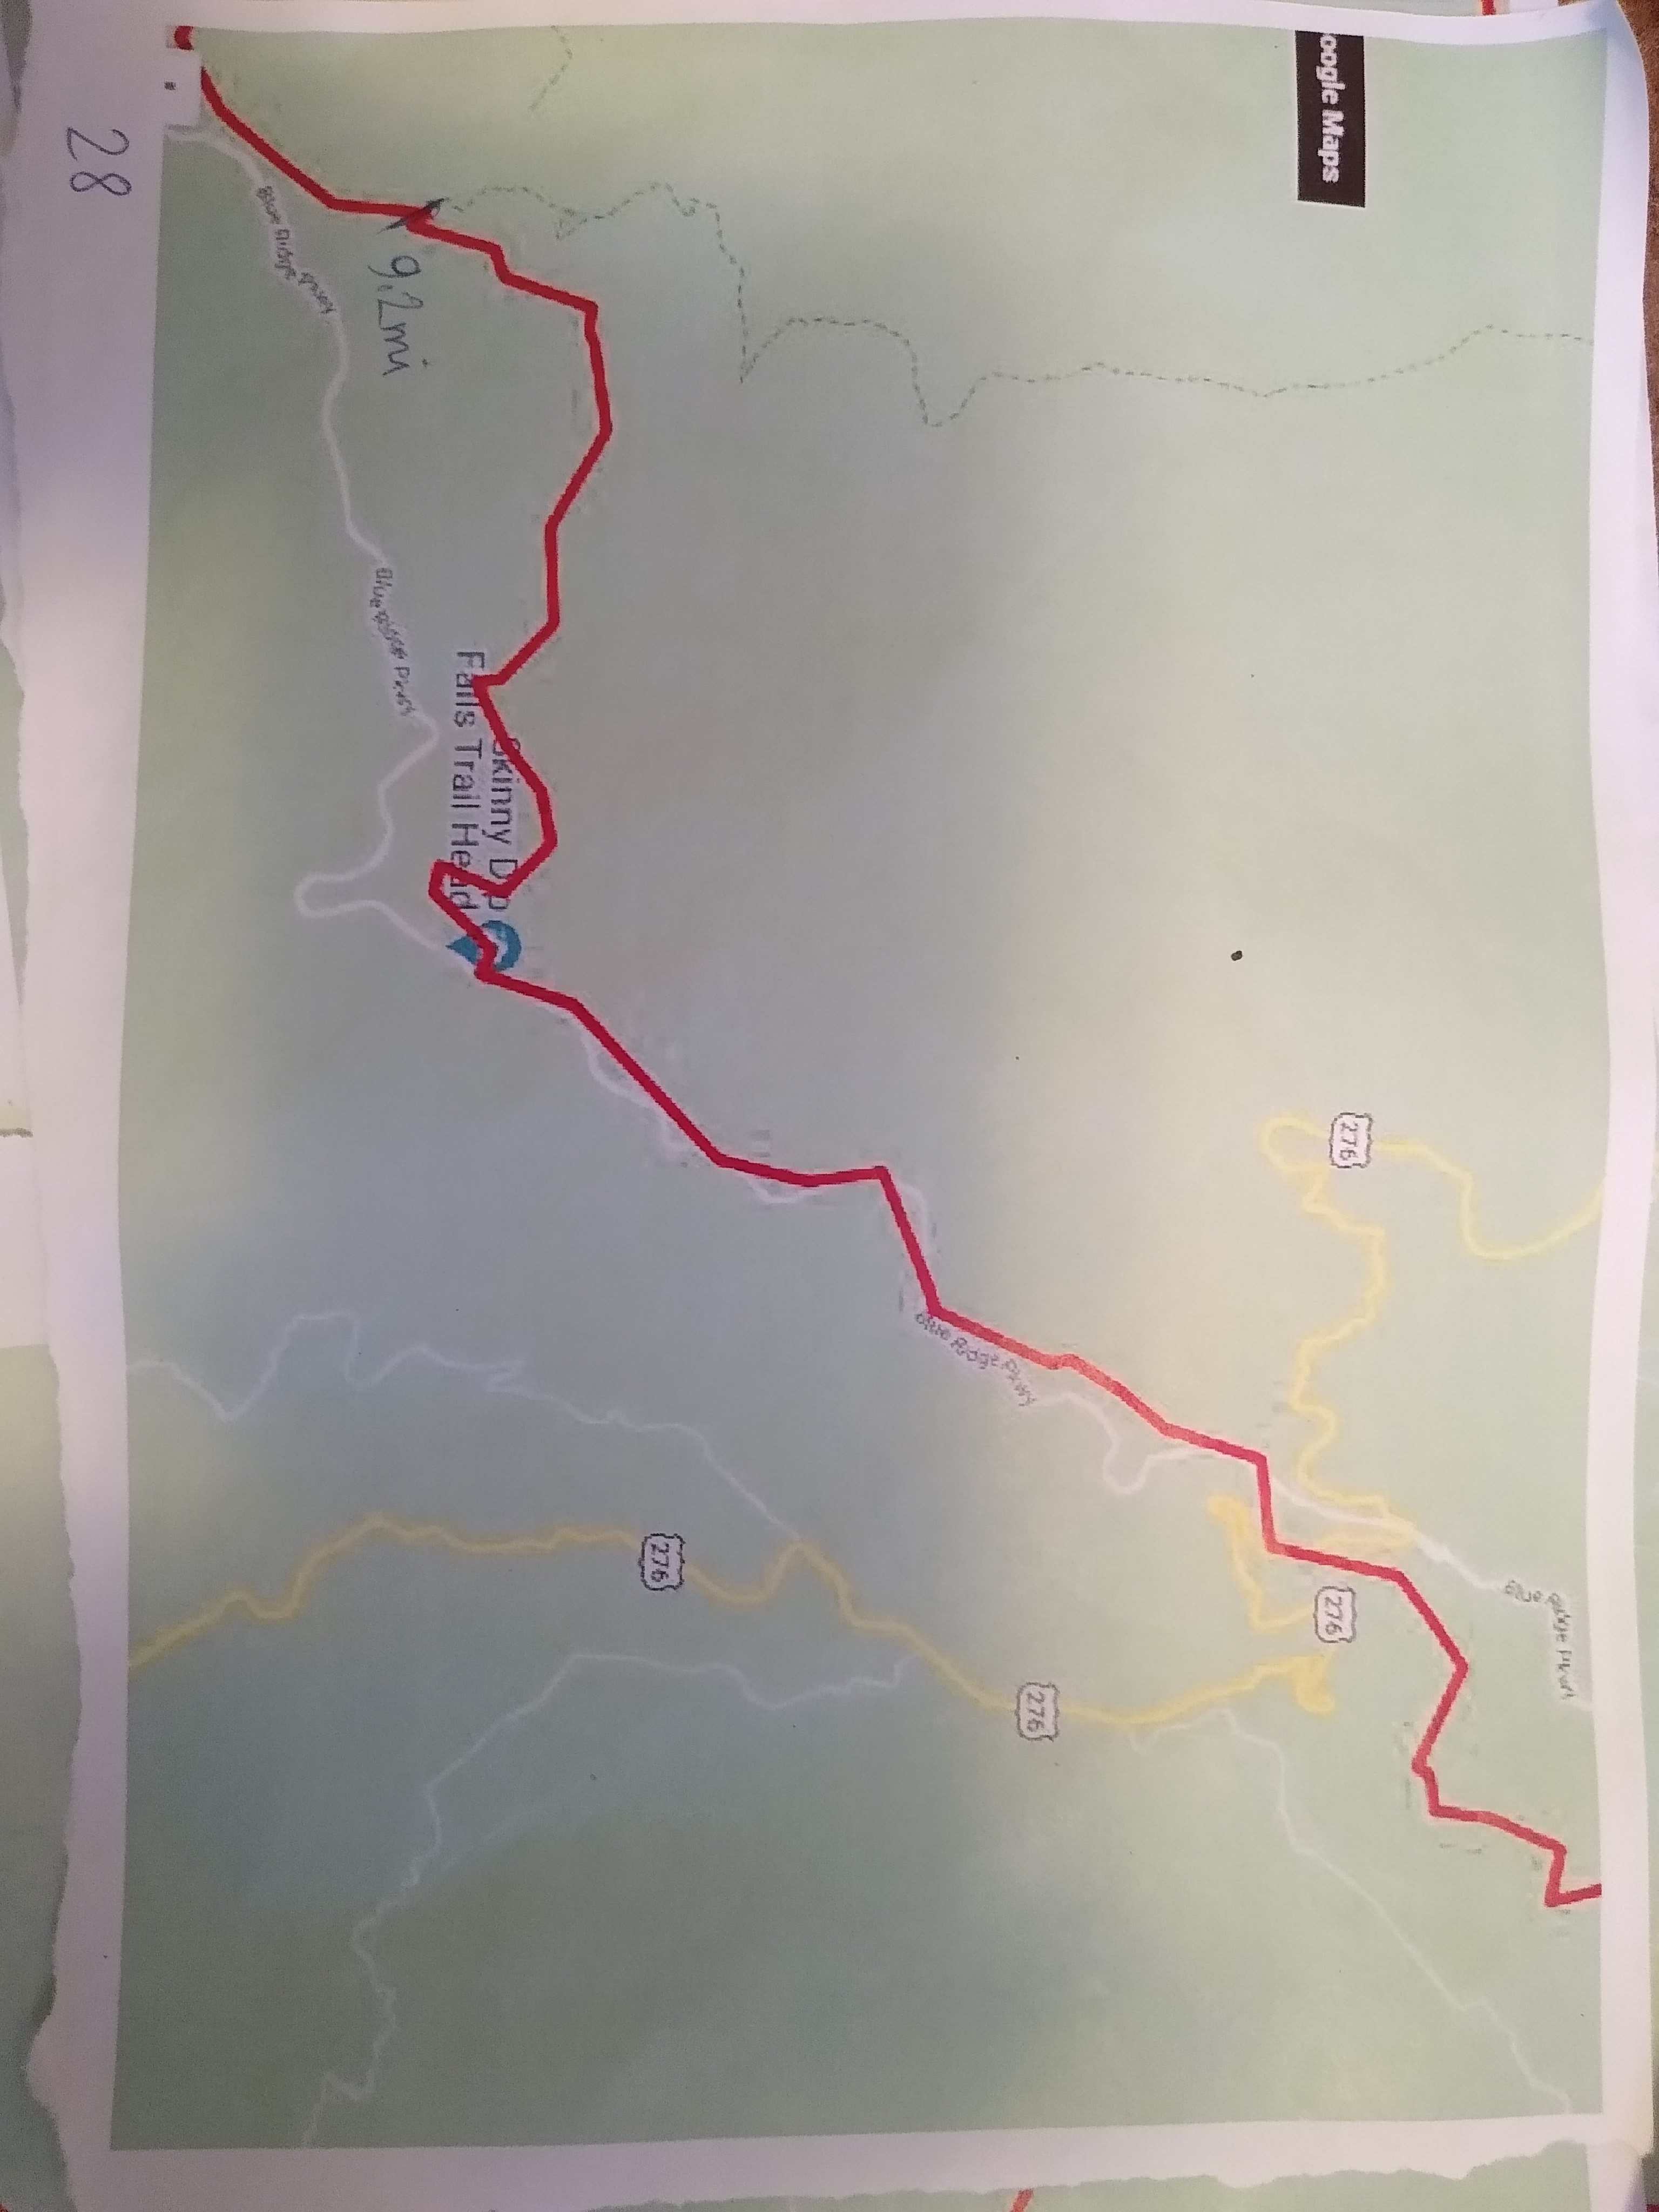 oogle Maps
276
Blue Ridge Pkwy
276
Blue Ridge Pkwy
276
276
Skinny Dip
Falls Trail Head
Blue Ridge Pkwy
9.2mi
Blue Ridge Pkwy
28